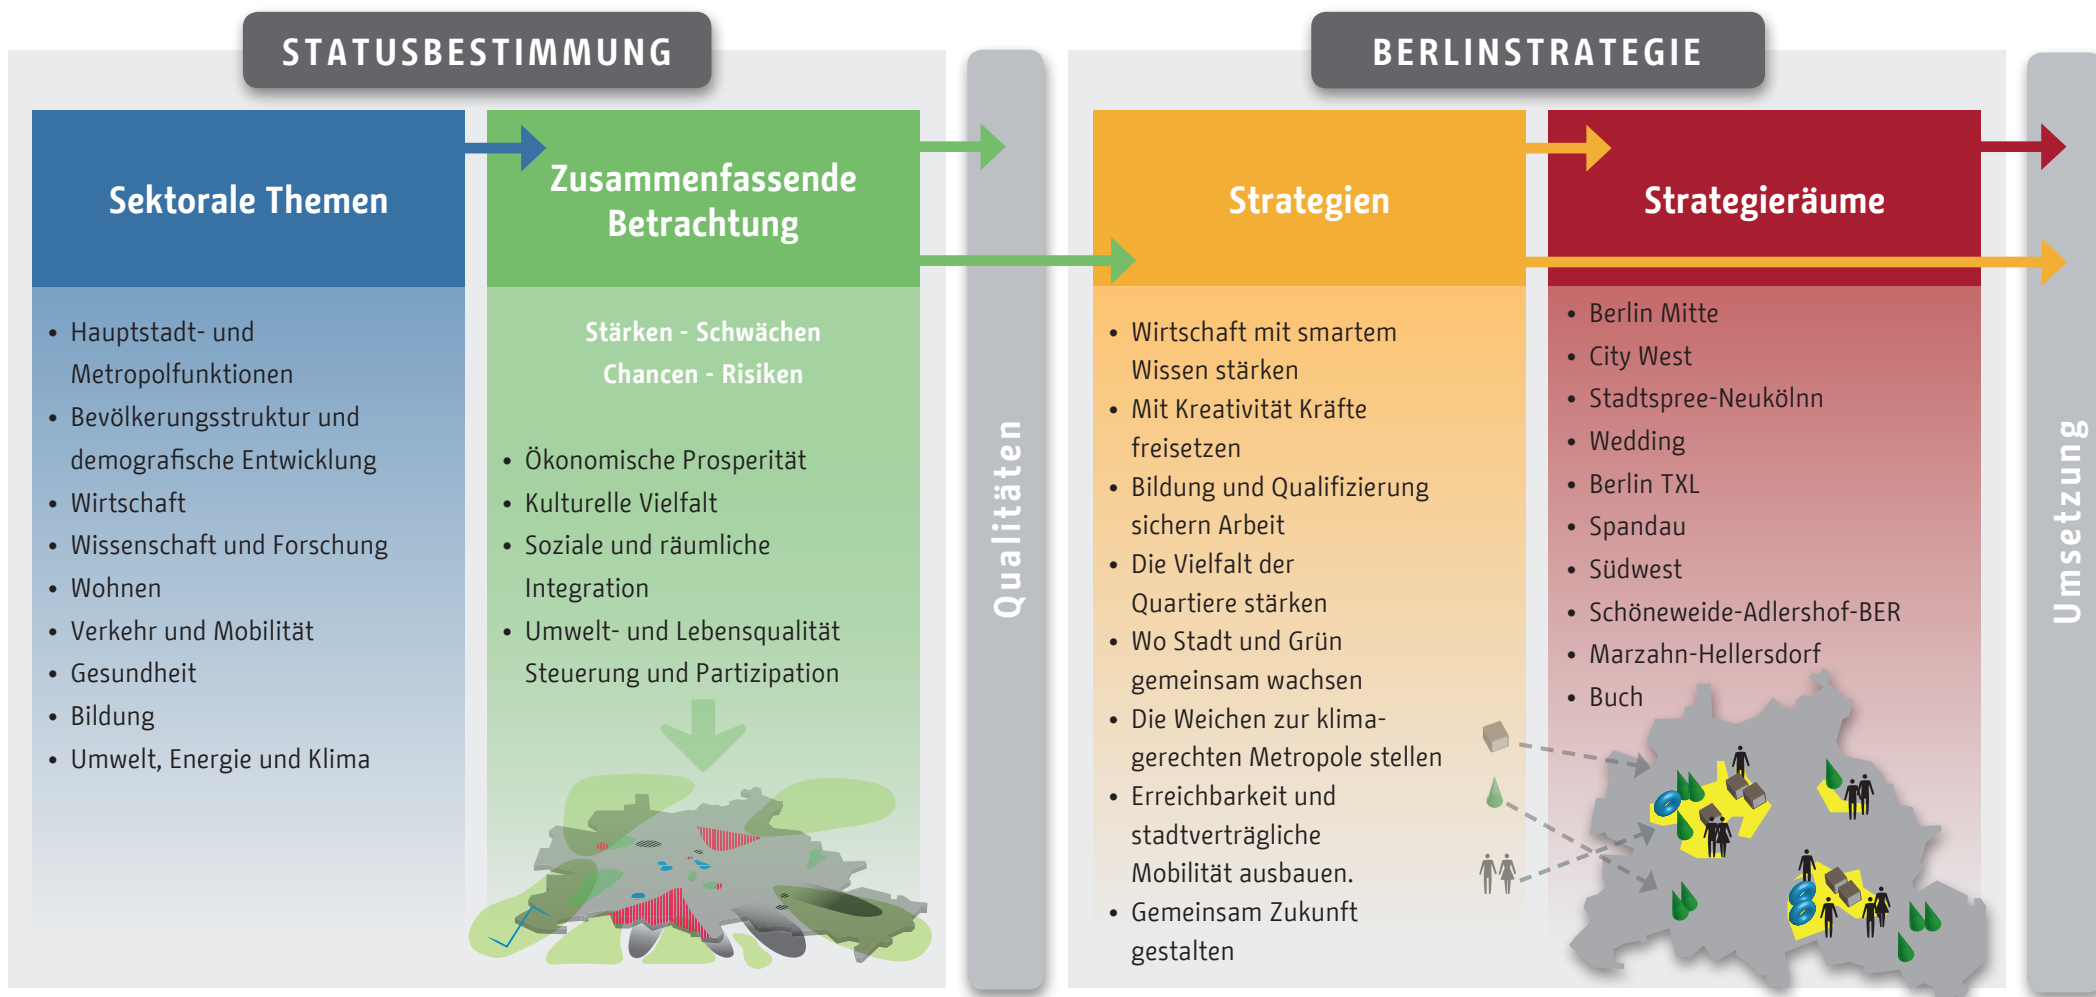 STATUSBESTIMMUNG
Sektorale Themen
• Hauptstadt- und
Metropolfunktionen
• Bevölkerungsstruktur und
demografische Entwicklung
• Wirtschaft
• Wissenschaft und Forschung
• Wohnen
• Verkehr und Mobilität
• Gesundheit
• Bildung
• Umwelt, Energie und Klima
Zusammenfassende
Betrachtung
Stärken - Schwächen
Chancen - Risiken
• Ökonomische Prosperität
• Kulturelle Vielfalt
• Soziale und räumliche
Integration
• Umwelt- und Lebensqualität
Steuerung und Partizipation
Qualitäten
BERLINSTRATEGIE
Strategien
• Wirtschaft mit smartem
Wissen stärken
• Mit Kreativität Kräfte
freisetzen
• Bildung und Qualifizierung
sichern Arbeit
• Die Vielfalt der
Quartiere stärken
• Wo Stadt und Grün
gemeinsam wachsen
• Die Weichen zur klima-
gerechten Metropole stellen
• Erreichbarkeit und
stadtverträgliche
Mobilität ausbauen.
• Gemeinsam Zukunft
gestalten
Strategieräume
• Berlin Mitte
• City West
• Stadtspree-Neukölnn
• Wedding
• Berlin TXL
• Spandau
• Südwest
• Schöneweide-Adlershof-BER
• Marzahn-Hellersdorf
• Buch
Umsetzung